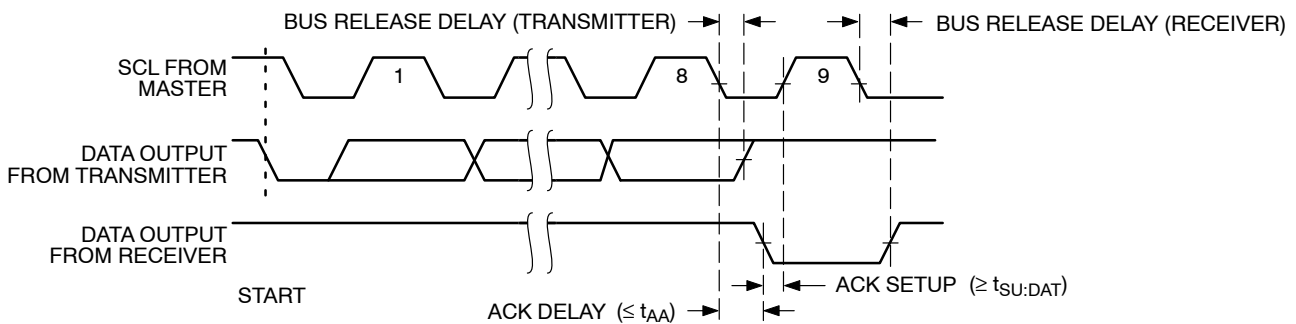 BUS RELEASE DELAY (TRANSMITTER)
BUS RELEASE DELAY (RECEIVER)
SCL FROM
MASTER
1
8
9
DATA OUTPUT
FROM TRANSMITTER
DATA OUTPUT
FROM RECEIVER
START
ACK SETUP (≥ tSU:DAT)
ACK DELAY (≤ tAA)